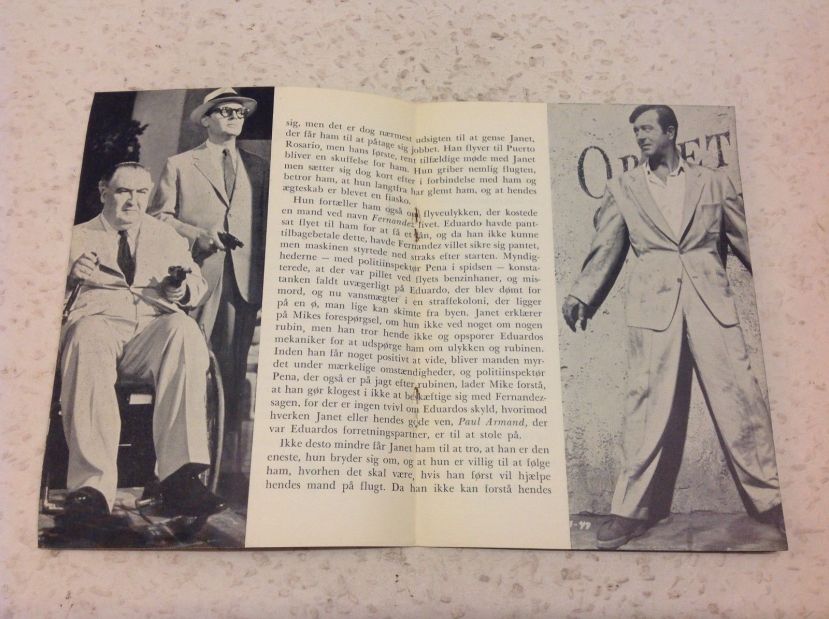 sig, men det er dog nærmest udsigten til at gense Janet,
der får ham til at påtage sig jobbet. Han flyver til Puerto
Rosario, men hans første, rent tilfældige møde med Janet
bliver en skuffelse for ham. Hun griber nemlig flugten,
men sætter sig dog kort efter i forbindelse med ham og
betror ham, at hun langtfra har glemt ham, og at hendes
ægteskab er blevet en fiasko.
Hun fortæller ham også om flyveulykken, der kostede
en mand ved navn Fernandez livet. Eduardo havde pant-
sat flyet til ham for at få et lån, og da han ikke kunne
tilbagebetale dette, havde Fernandez villet sikre sig pantet,
men maskinen styrtede ned straks efter starten. Myndig-
hederne — med politiinspektør Pena i spidsen — konsta-
terede, at der var pillet ved flyets benzinhaner, og mis-
tanken faldt uvægerligt på Eduardo, der blev dømt for
mord, og nu vansmægter i en straffekoloni, der ligger
på en ø, man lige kan skimte fra byen. Janet erklærer
på Mikes forespørgsel, om hun ikke ved noget om nogen
rubin, men han tror hende ikke og opsporer Eduardos
mekaniker for at udspørge ham om ulykken og rubinen.
Inden han får noget positivt at vide, bliver manden myr-
det under mærkelige omstændigheder, og politiinspektør
Pena, der også er på jagt efter rubinen, lader Mike forstå,
at han gør klogest i ikke at beskæftige sig med Fernandez-
sagen, for der er ingen tvivl om Eduardos skyld, hvorimod
hverken Janet eller hendes gode ven, Paul Armand, der
var Eduardos forretningspartner, er til at stole på.
Ikke desto mindre får Janet ham til at tro, at han er den
eneste, hun bryder sig om, og at hun er villig til at følge
ham, hvorhen det skal være, hvis han først vil hjælpe
hendes mand på flugt. Da han ikke kan forstå hendes